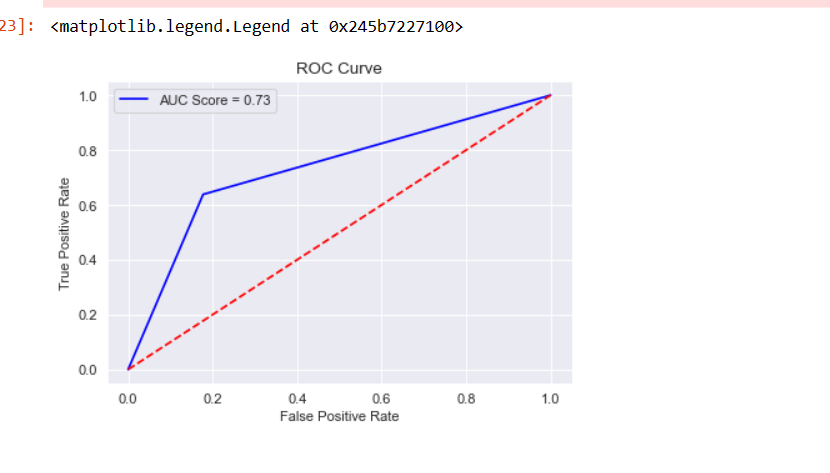 23]: <matplotlib.legend.Legend at 0x245b7227100>
ROC Curve
AUC Score = 0.73
1.0
0.8
0.6
0.4
0.2
0.0
True Positive Rate
0.0 0.2 0.4 0.6 0.8 1.0
False Positive Rate